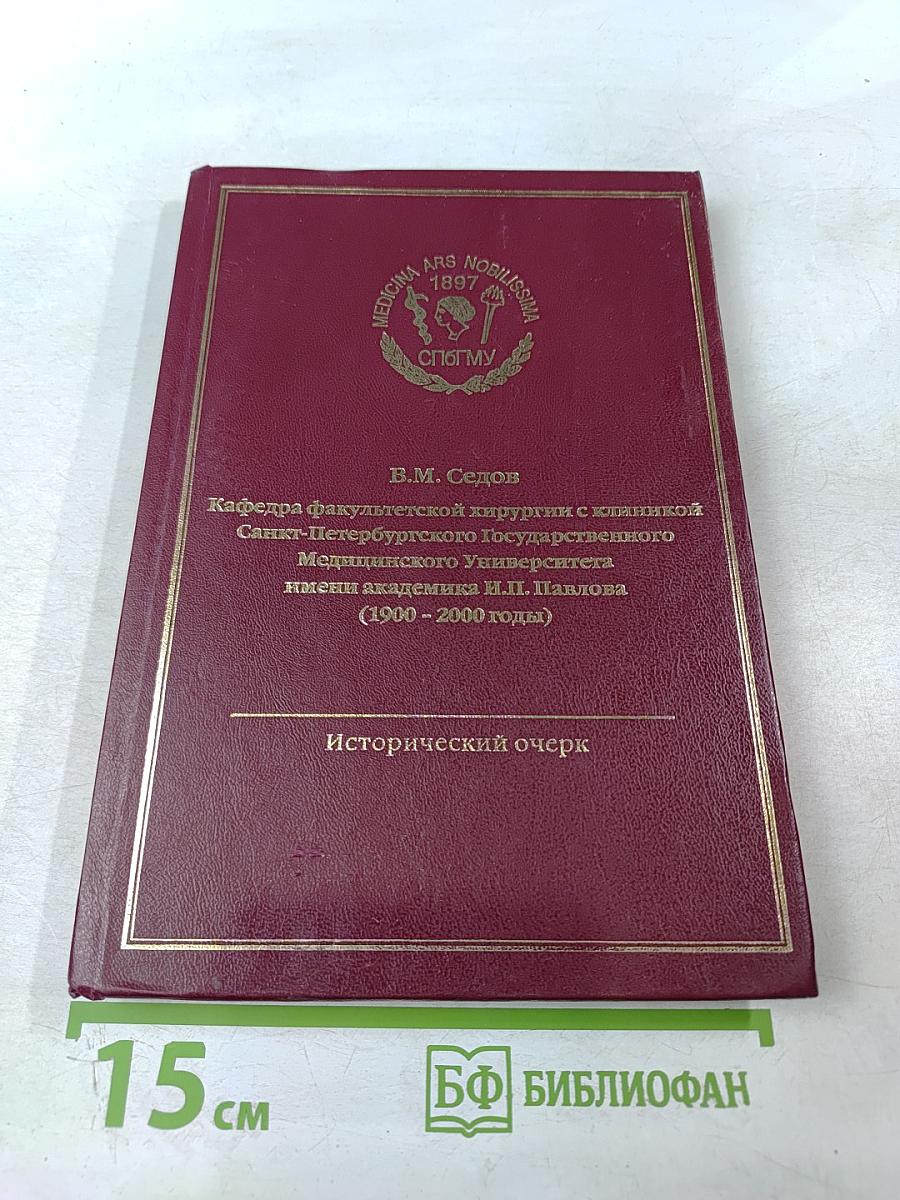 MEDICINA ARS NOBILISSIMA
1897
СПбГМУ
В.М. Седов
Кафедра факультетской хирургии с клиникой
Санкт-Петербургского Государственного
Медицинского Университета
имени академика И.П. Павлова
(1900 – 2000 годы)
Исторический очерк
15 см
БФ БИБЛИОФАН